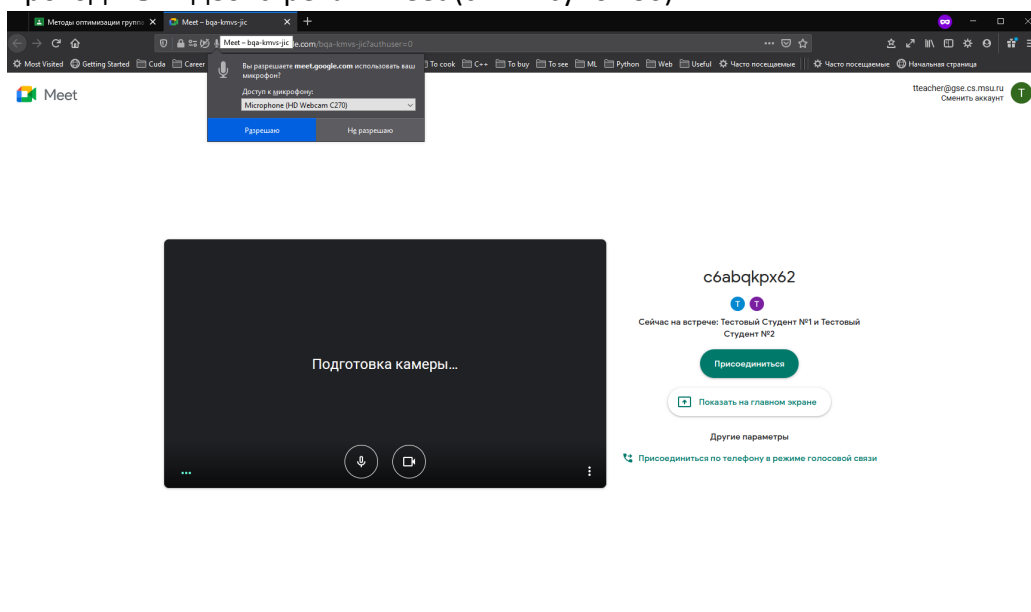 Методы оптимизации группа
Meet – bqa-kmvs-jic
Meet – bqa-kmvs-jic
e.com/bqa-kmvs-jic?authuser=0
Most Visited Getting Started Cuda Career To cook C++ To buy To see ML Python Web Useful Часто посещаемые Часто посещаемые Начальная страница
Вы разрешаете meet.google.com использовать ваш
микрофон?
Доступ к микрофону:
Microphone (HD Webcam C270)
Разрешаю Не разрешаю
Meet
tteacher@gse.cs.msu.ru
Сменить аккаунт
T
Подготовка камеры...
c6abqkpx62
T T
Сейчас на встрече: Тестовый Студент №1 и Тестовый
Студент №2
Присоединиться
Показать на главном экране
Другие параметры
Присоединиться по телефону в режиме голосовой связи